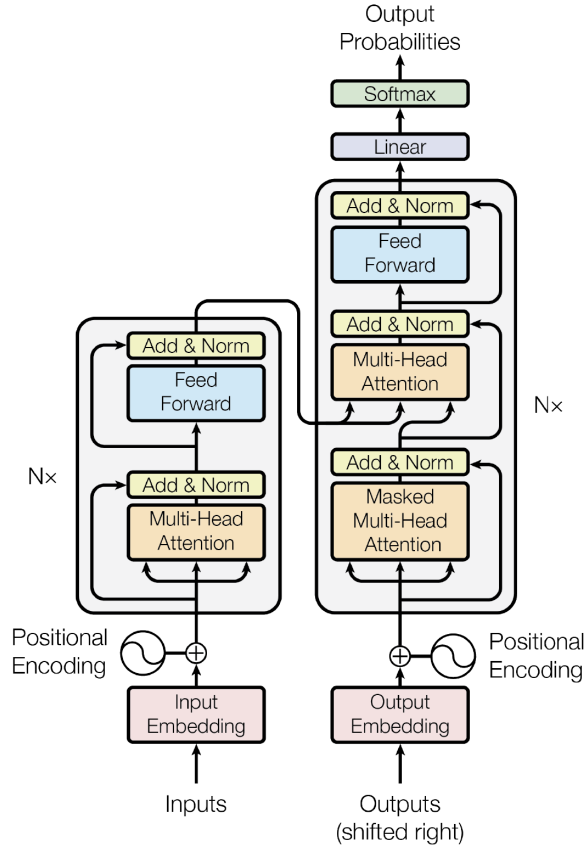 Output
Probabilities
Softmax
Linear
Add & Norm
Feed
Forward
Add & Norm
Multi-Head
Attention
Add & Norm
Masked
Multi-Head
Attention
N×
Positional
Encoding
Output
Embedding
Outputs
(shifted right)
Add & Norm
Feed
Forward
Add & Norm
Multi-Head
Attention
N×
Positional
Encoding
Input
Embedding
Inputs